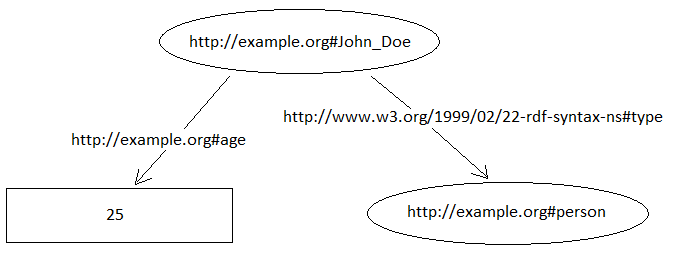 http://example.org#John_Doe
http://www.w3.org/1999/02/22-rdf-syntax-ns#type
http://example.org#age
25
http://example.org#person